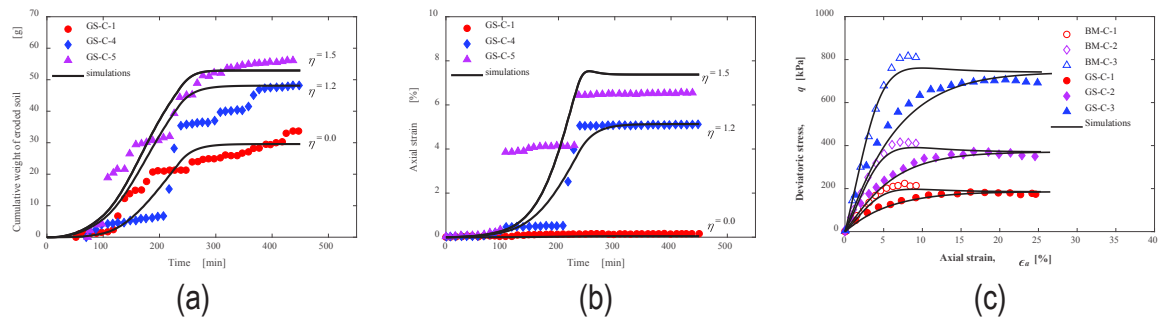 [g]
Cumulative weight of eroded soil
60
50
40
30
20
10
0
0
100
200
300
400
500
Time [min]
GS-C-1
GS-C-4
GS-C-5
simulations
η = 1.5
η = 1.2
η = 0.0
(a)
[%]
Axial strain
10%
8
6
4
2
0
0
100
200
300
400
500
Time [min]
GS-C-1
GS-C-4
GS-C-5
simulations
η = 1.5
η = 1.2
η = 0.0
(b)
[kPa]
Deviatoric stress, q
1000
800
600
400
200
0
0
5
10
15
20
25
30
40
Axial strain, ϵa [%]
BM-C-1
BM-C-2
BM-C-3
GS-C-1
GS-C-2
GS-C-3
Simulations
(c)